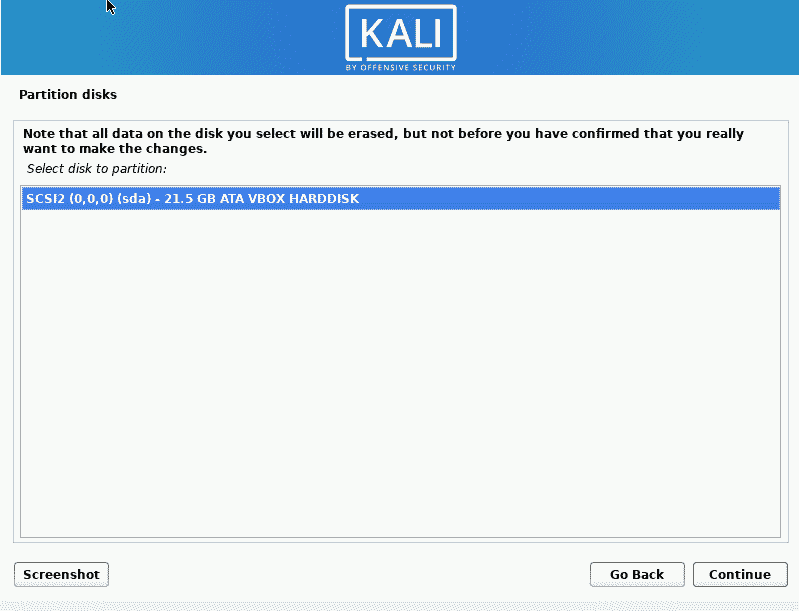 KALI
BY OFFENSIVE SECURITY
Partition disks
Note that all data on the disk you select will be erased, but not before you have confirmed that you really
want to make the changes.
Select disk to partition:
SCSI2 (0,0,0) (sda) - 21.5 GB ATA VBOX HARDDISK
Screenshot
Go Back
Continue